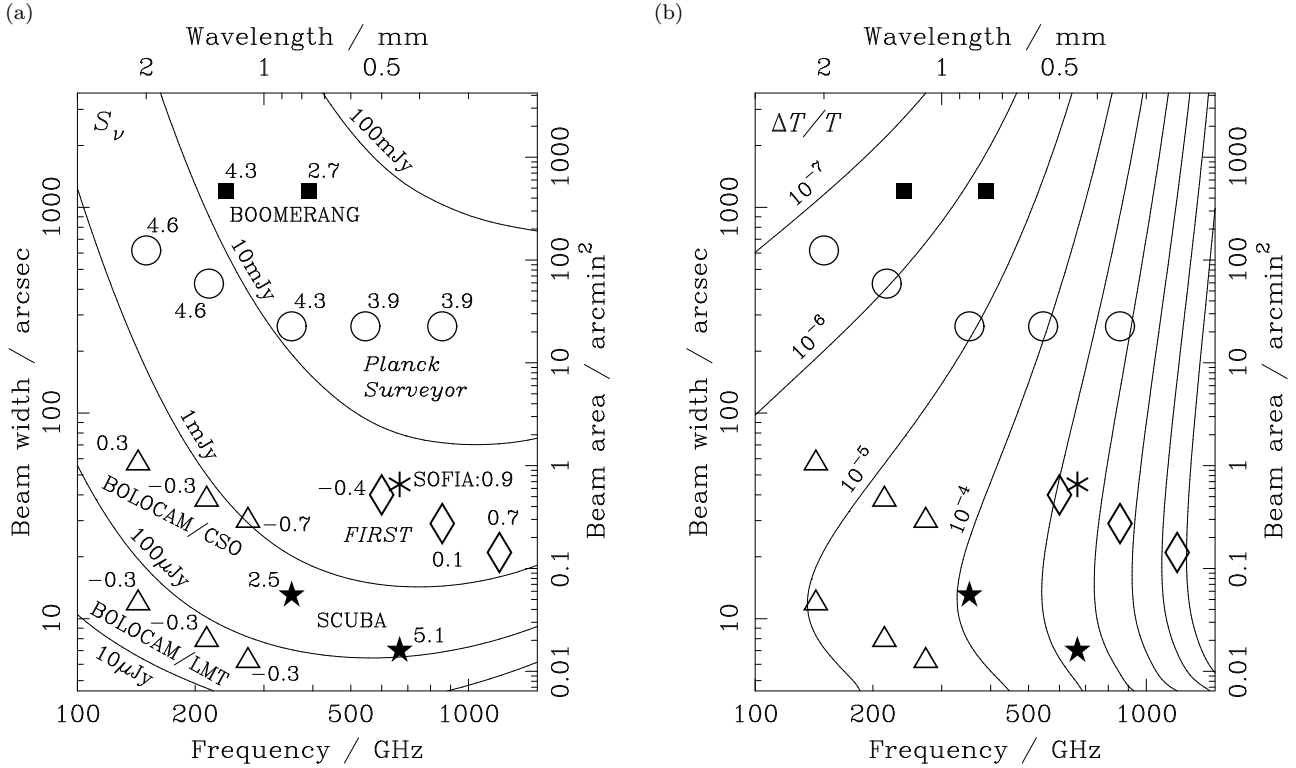 (a)
(b)
Wavelength / mm
2 1 0.5
Wavelength / mm
2 1 0.5
S_ν
100mJy
4.3 2.7
BOOMERANG
4.6
10mJy
4.6
4.3 3.9 3.9
Planck
Surveyor
1mJy
0.3
-0.3
BOLOCAM/CSO
-0.7
-0.4
SOFIA:0.9
FIRST
0.7
0.1
100μJy
-0.3
2.5
SCUBA
-0.3
BOLOCAM/LMT
5.1
-0.3
10μJy
Beam width / arcsec
1000
100
10
Beam area / arcmin²
1000
100
10
1
0.1
0.01
100 200 500 1000
Frequency / GHz
ΔT/T
10⁻⁷
10⁻⁶
10⁻⁵
10⁻⁴
Beam width / arcsec
1000
100
10
Beam area / arcmin²
1000
100
10
1
0.1
0.01
100 200 500 1000
Frequency / GHz